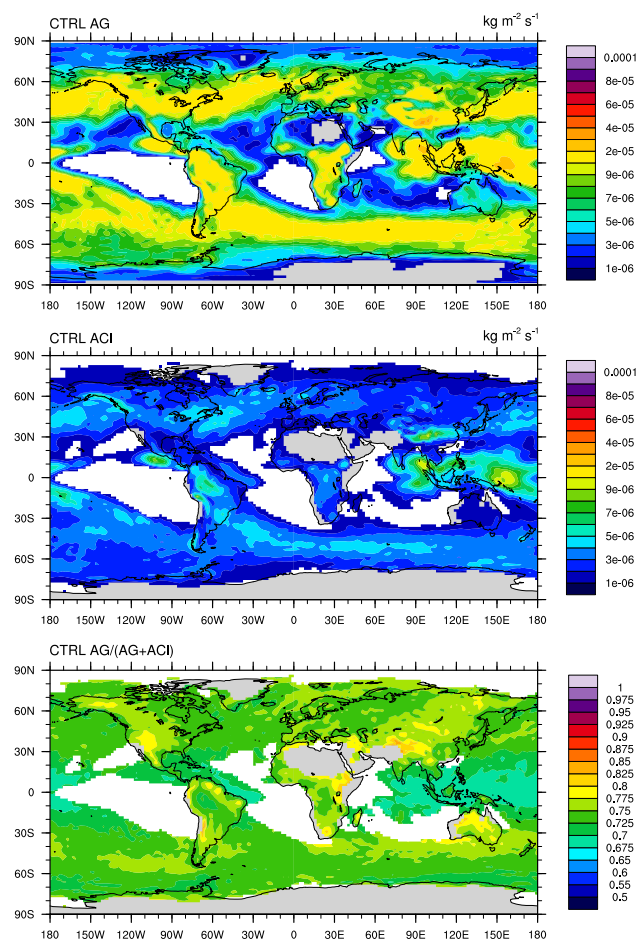 CTRL AG kg m⁻² s⁻¹
90N
60N
30N
0
30S
60S
90S
180 150W 120W 90W 60W 30W 0 30E 60E 90E 120E 150E 180
0.0001
8e-05
6e-05
4e-05
2e-05
9e-06
7e-06
5e-06
3e-06
1e-06
CTRL ACI kg m⁻² s⁻¹
90N
60N
30N
0
30S
60S
90S
180 150W 120W 90W 60W 30W 0 30E 60E 90E 120E 150E 180
0.0001
8e-05
6e-05
4e-05
2e-05
9e-06
7e-06
5e-06
3e-06
1e-06
CTRL AG/(AG+ACI)
90N
60N
30N
0
30S
60S
90S
180 150W 120W 90W 60W 30W 0 30E 60E 90E 120E 150E 180
1
0.975
0.95
0.925
0.9
0.875
0.85
0.825
0.8
0.775
0.75
0.725
0.7
0.675
0.65
0.6
0.55
0.5